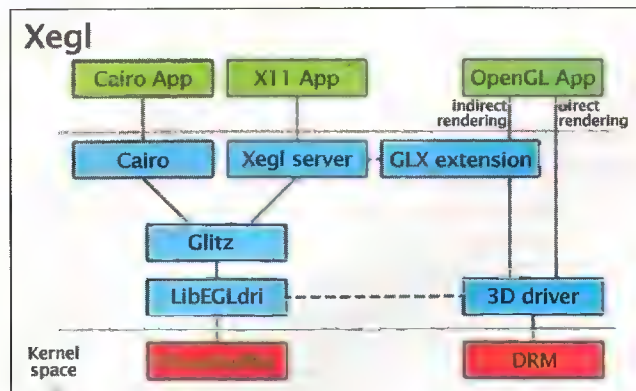 Xegl
Cairo App
X11 App
OpenGL App
indirect rendering
direct rendering
Cairo
Xegl server
GLX extension
Glitz
LibEGLdri
3D driver
Kernel space
DRM